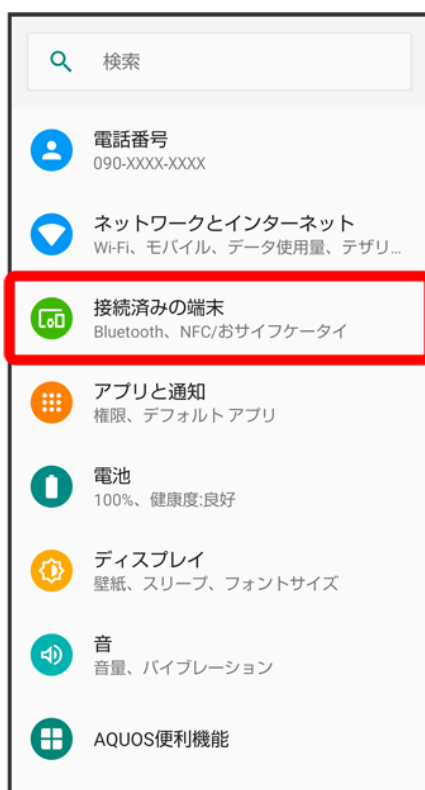 検索
電話番号
090-XXXX-XXXX
ネットワークとインターネット
Wi-Fi、モバイル、データ使用量、テザリ...
接続済みの端末
Bluetooth、NFC/おサイフケータイ
アプリと通知
権限、デフォルト アプリ
電池
100%、健康度:良好
ディスプレイ
壁紙、スリープ、フォントサイズ
音
音量、バイブレーション
AQUOS便利機能